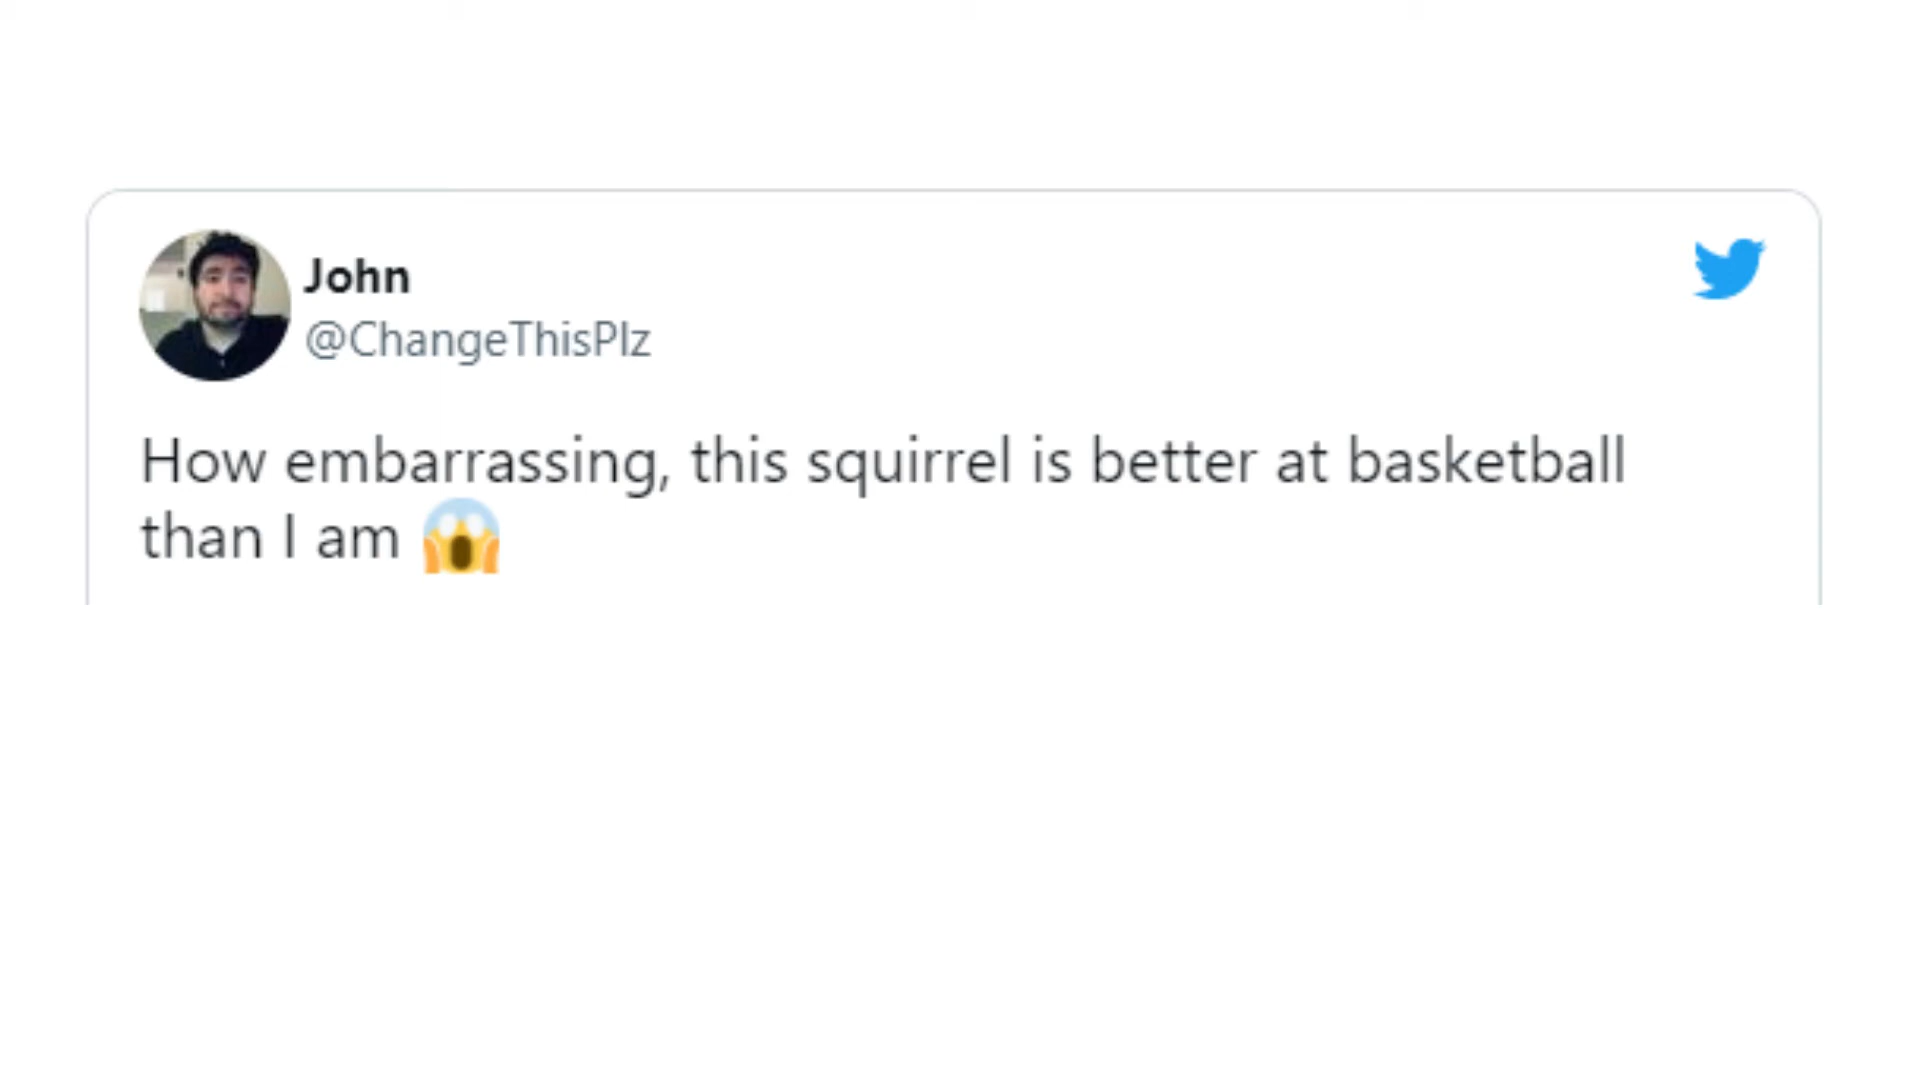 John
@ChangeThisPlz
How embarrassing, this squirrel is better at basketball
than I am 😱